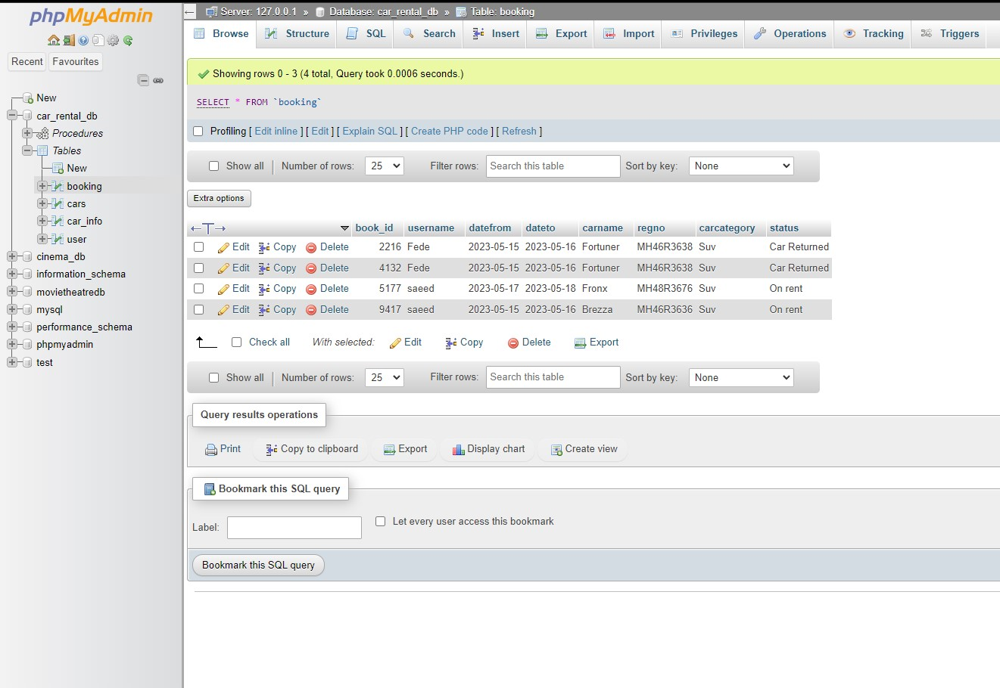 phpMyAdmin
Recent Favourites
New
car_rental_db
Procedures
Tables
New
booking
cars
car_info
user
cinema_db
information_schema
movietheatredb
mysql
performance_schema
phpmyadmin
test
Server: 127.0.0.1 » Database: car_rental_db » Table: booking
Browse Structure SQL Search Insert Export Import Privileges Operations Tracking Triggers
Showing rows 0 - 3 (4 total, Query took 0.0006 seconds.)
SELECT * FROM `booking`
Profiling [ Edit inline ] [ Edit ] [ Explain SQL ] [ Create PHP code ] [ Refresh ]
Show all Number of rows: 25 Filter rows: Search this table Sort by key: None
Extra options
book_id username datefrom dateto carname regno carcategory status
Edit Copy Delete 2216 Fede 2023-05-15 2023-05-16 Fortuner MH46R3638 Suv Car Returned
Edit Copy Delete 4132 Fede 2023-05-15 2023-05-16 Fortuner MH46R3638 Suv Car Returned
Edit Copy Delete 5177 saeed 2023-05-17 2023-05-18 Fronx MH48R3676 Suv On rent
Edit Copy Delete 9417 saeed 2023-05-15 2023-05-16 Brezza MH46R3636 Suv On rent
Check all With selected: Edit Copy Delete Export
Show all Number of rows: 25 Filter rows: Search this table Sort by key: None
Query results operations
Print Copy to clipboard Export Display chart Create view
Bookmark this SQL query
Label: Let every user access this bookmark
Bookmark this SQL query